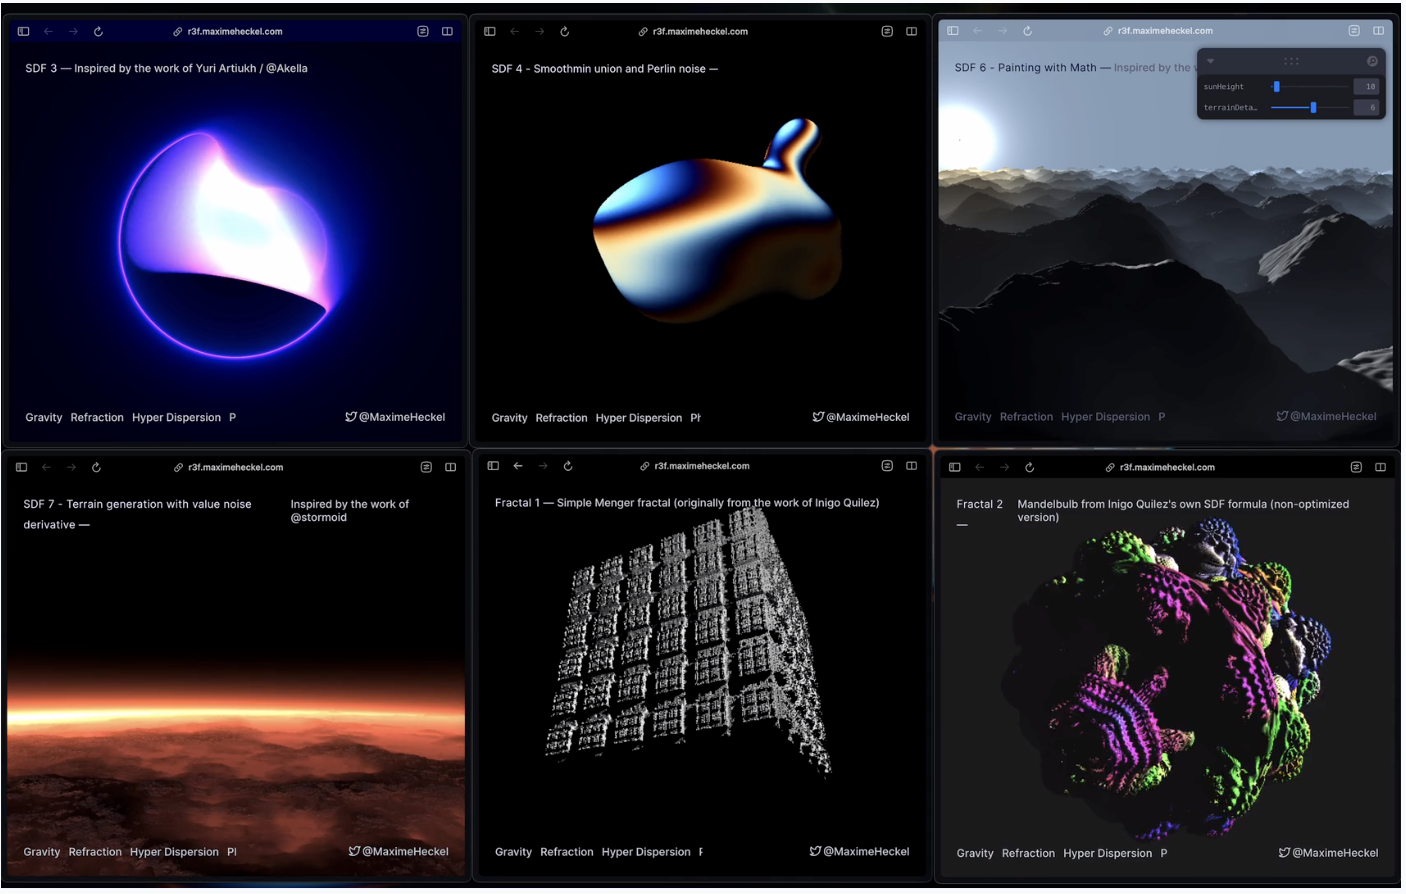 r3f.maximeheckel.com
SDF 3 — Inspired by the work of Yuri Artiukh / @Akella
Gravity Refraction Hyper Dispersion P
@MaximeHeckel
r3f.maximeheckel.com
SDF 4 - Smoothmin union and Perlin noise —
Gravity Refraction Hyper Dispersion
@MaximeHeckel
r3f.maximeheckel.com
SDF 6 - Painting with Math — Inspired by the
sunHeight 10
terrainDeta… 6
Gravity Refraction Hyper Dispersion P
@MaximeHeckel
r3f.maximeheckel.com
SDF 7 - Terrain generation with value noise
derivative —
Inspired by the work of
@stormoid
Gravity Refraction Hyper Dispersion
@MaximeHeckel
r3f.maximeheckel.com
Fractal 1 — Simple Menger fractal (originally from the work of Inigo Quilez)
Gravity Refraction Hyper Dispersion
@MaximeHeckel
r3f.maximeheckel.com
Fractal 2
—
Mandelbulb from Inigo Quilez's own SDF formula (non-optimized
version)
Gravity Refraction Hyper Dispersion P
@MaximeHeckel